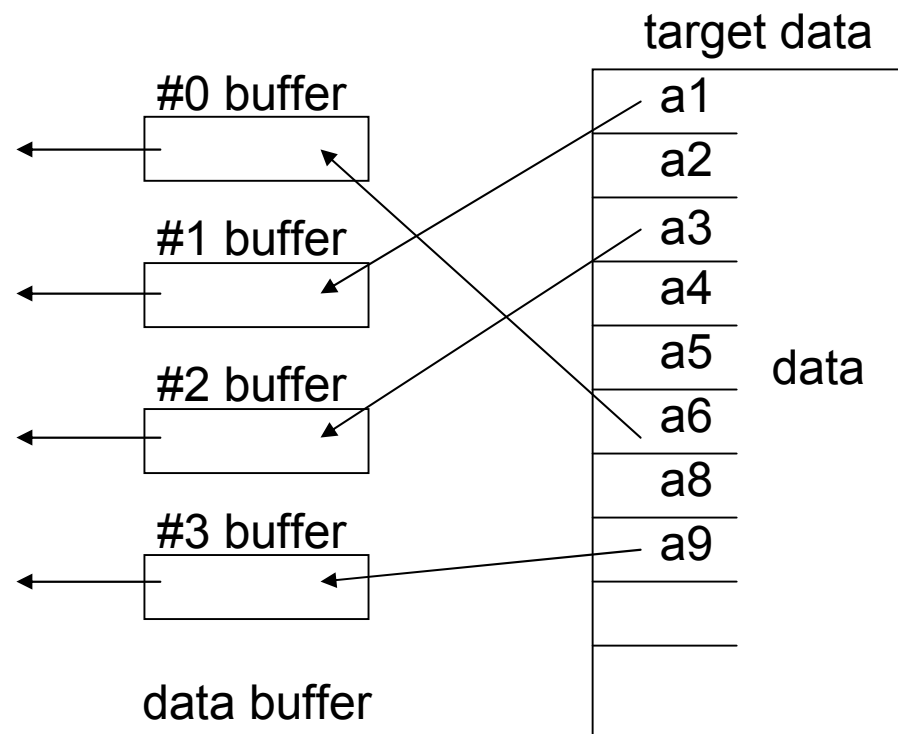 target data
#0 buffer
#1 buffer
#2 buffer
#3 buffer
data buffer
a1
a2
a3
a4
a5
a6
a8
a9
data